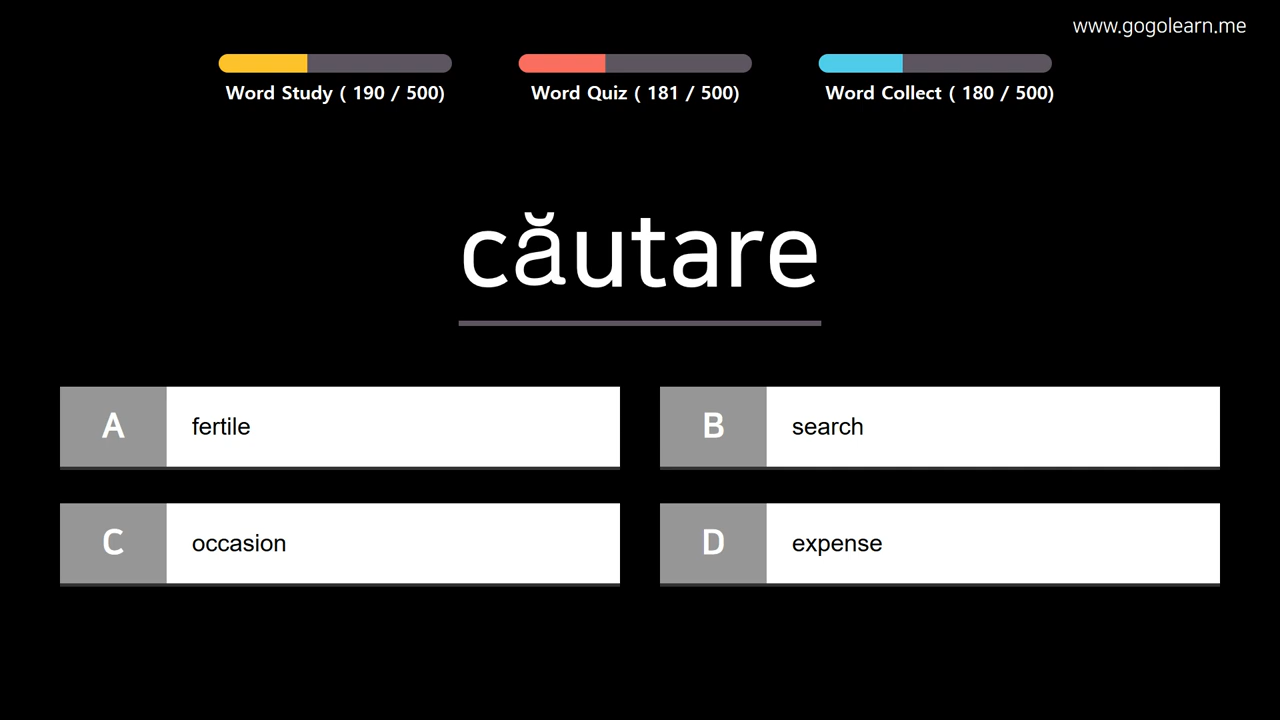 www.gogolearn.me
Word Study ( 190 / 500)
Word Quiz ( 181 / 500)
Word Collect ( 180 / 500)
căutare
A fertile
B search
C occasion
D expense